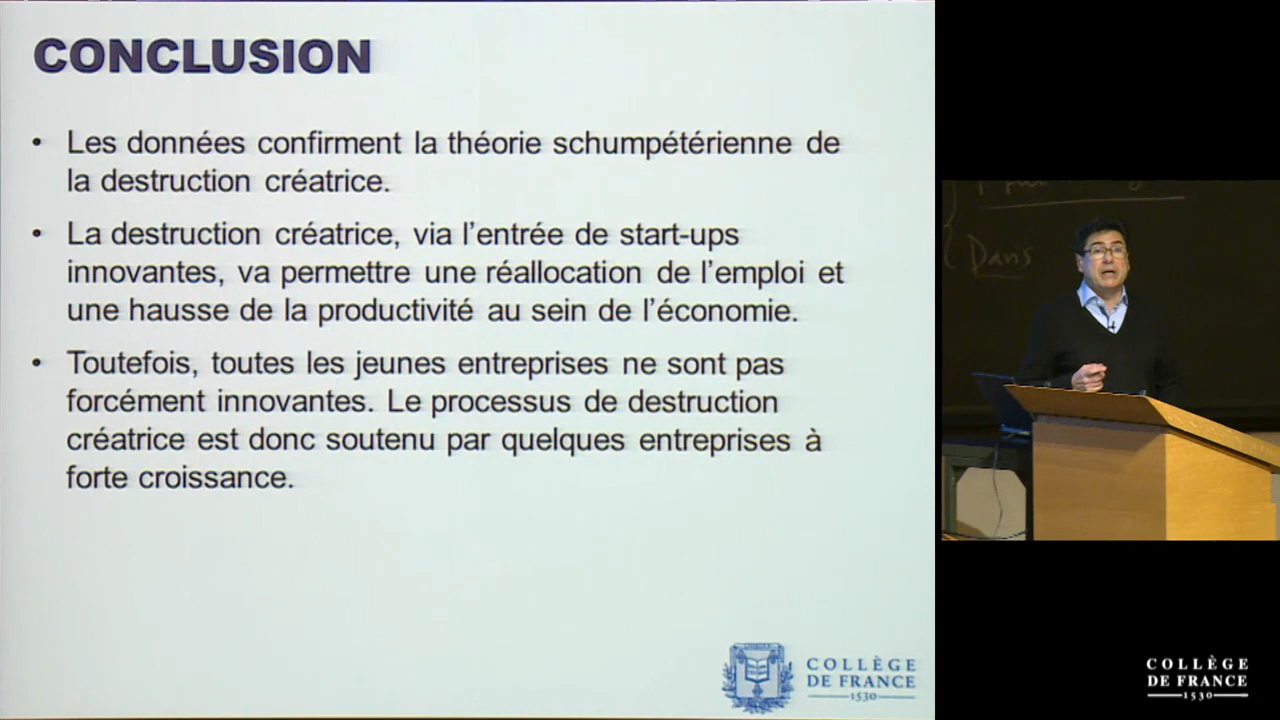 CONCLUSION
• Les données confirment la théorie schumpétérienne de
la destruction créatrice.
• La destruction créatrice, via l’entrée de start-ups
innovantes, va permettre une réallocation de l’emploi et
une hausse de la productivité au sein de l’économie.
• Toutefois, toutes les jeunes entreprises ne sont pas
forcément innovantes. Le processus de destruction
créatrice est donc soutenu par quelques entreprises à
forte croissance.
COLLÈGE
DE FRANCE
1530
Davis
COLLÈGE
DE FRANCE
1530